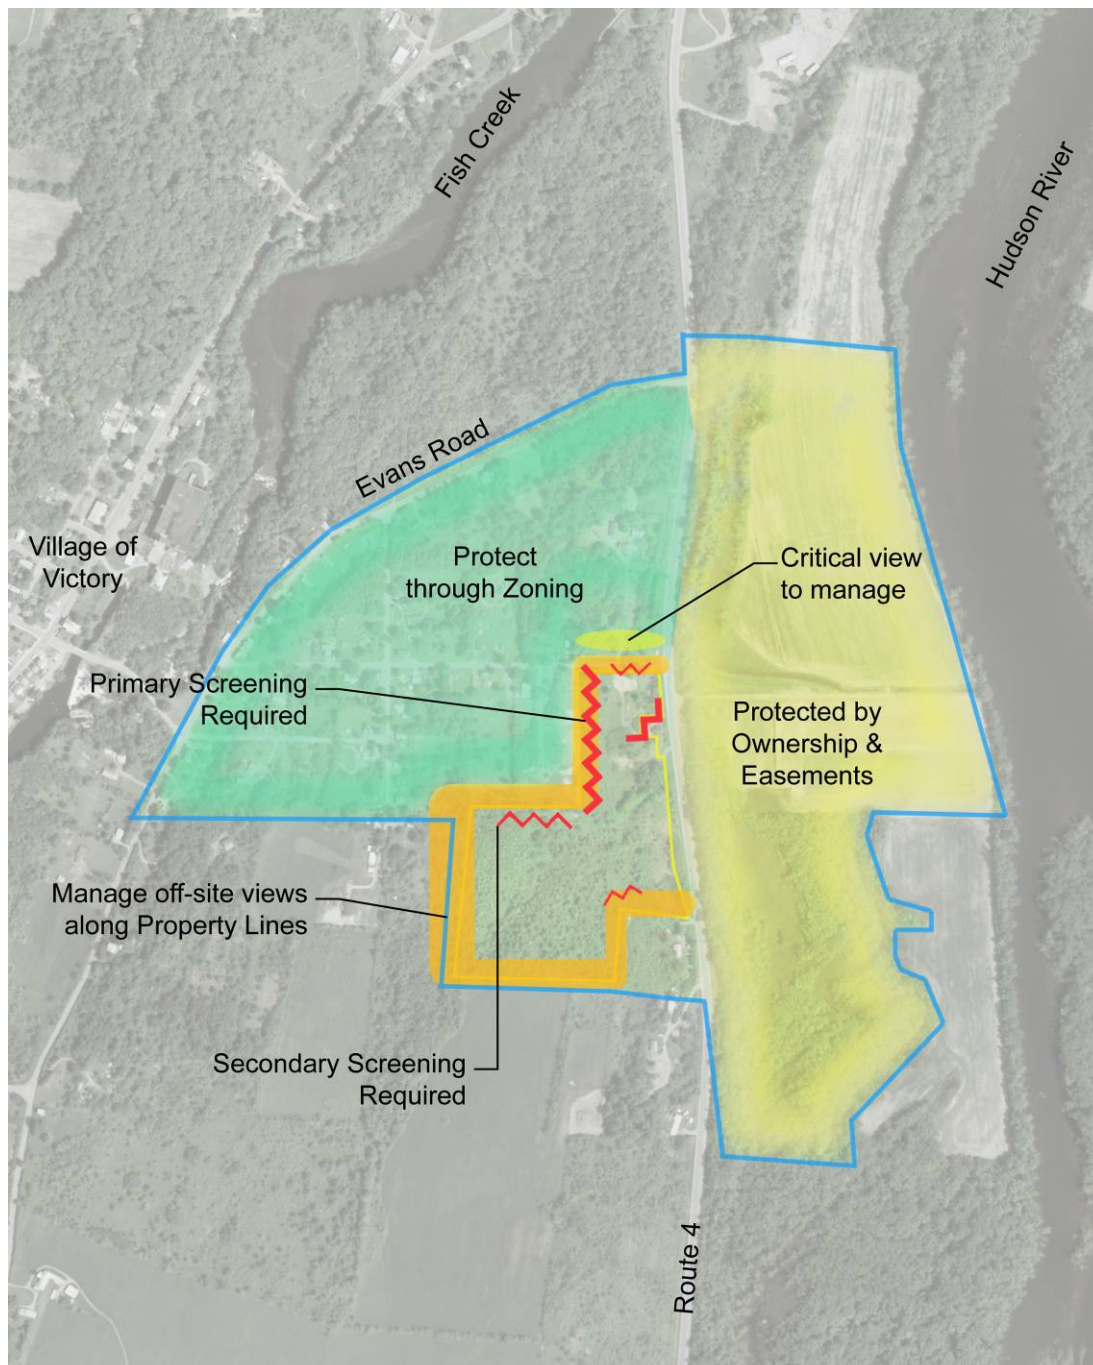 Fish Creek
Hudson River
Evans Road
Village of
Victory
Protect
through Zoning
Critical view
to manage
Primary Screening
Required
Protected by
Ownership &
Easements
Manage off-site views
along Property Lines
Secondary Screening
Required
Route 4